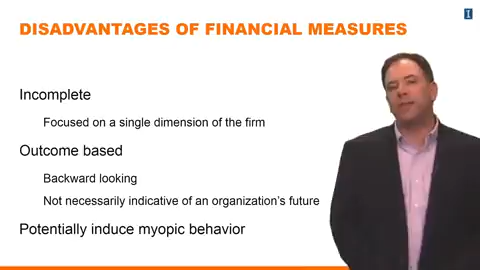 DISADVANTAGES OF FINANCIAL MEASURES
Incomplete
Focused on a single dimension of the firm
Outcome based
Backward looking
Not necessarily indicative of an organization's future
Potentially induce myopic behavior
I